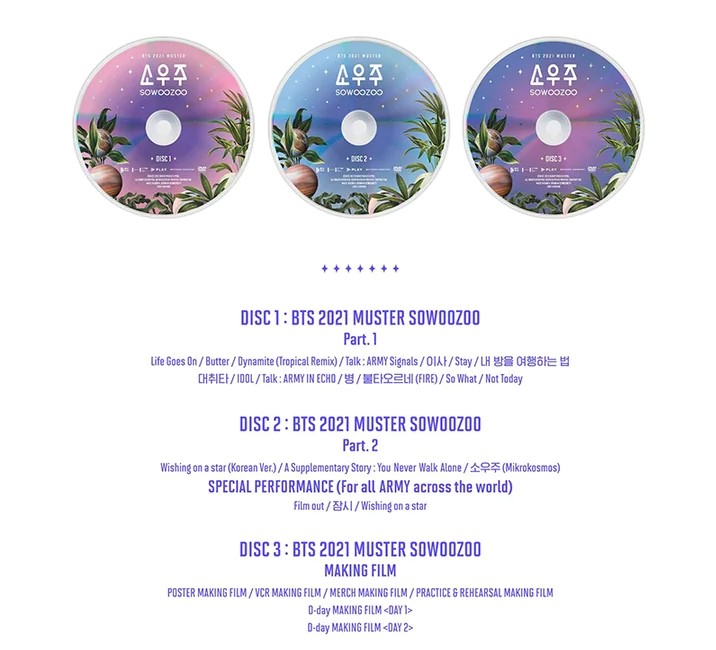 BTS 2021 MUSTER
소우주
SOWOOZOO
DISC 1
PLAY
BTS 2021 MUSTER
소우주
SOWOOZOO
DISC 2
PLAY
BTS 2021 MUSTER
소우주
SOWOOZOO
DISC 3
PLAY
DISC 1 : BTS 2021 MUSTER SOWOOZOO
Part. 1
Life Goes On / Butter / Dynamite (Tropical Remix) / Talk : ARMY Signals / 이사 / Stay / 내 방을 여행하는 법
대취타 / IDOL / Talk : ARMY IN ECHO / 병 / 불타오르네 (FIRE) / So What / Not Today
DISC 2 : BTS 2021 MUSTER SOWOOZOO
Part. 2
Wishing on a star (Korean Ver.) / A Supplementary Story : You Never Walk Alone / 소우주 (Mikrokosmos)
SPECIAL PERFORMANCE (For all ARMY across the world)
Film out / 잠시 / Wishing on a star
DISC 3 : BTS 2021 MUSTER SOWOOZOO
MAKING FILM
POSTER MAKING FILM / VCR MAKING FILM / MERCH MAKING FILM / PRACTICE & REHEARSAL MAKING FILM
D-day MAKING FILM <DAY 1>
D-day MAKING FILM <DAY 2>